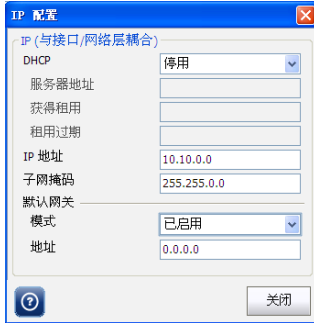 IP 配置
IP (与接口/网络层耦合)
DHCP 停用
服务器地址
获得租用
租用过期
IP 地址 10.10.0.0
子网掩码 255.255.0.0
默认网关
模式 已启用
地址 0.0.0.0
关闭